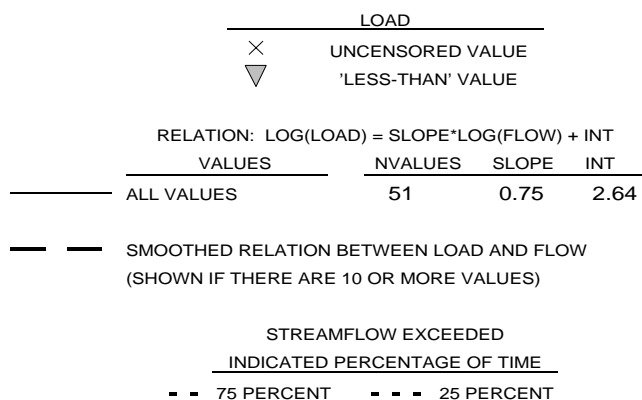 LOAD
UNCENSORED VALUE
'LESS-THAN' VALUE
RELATION: LOG(LOAD) = SLOPE*LOG(FLOW) + INT
VALUES NVALUES SLOPE INT
ALL VALUES 51 0.75 2.64
SMOOTHED RELATION BETWEEN LOAD AND FLOW
(SHOWN IF THERE ARE 10 OR MORE VALUES)
STREAMFLOW EXCEEDED
INDICATED PERCENTAGE OF TIME
75 PERCENT 25 PERCENT